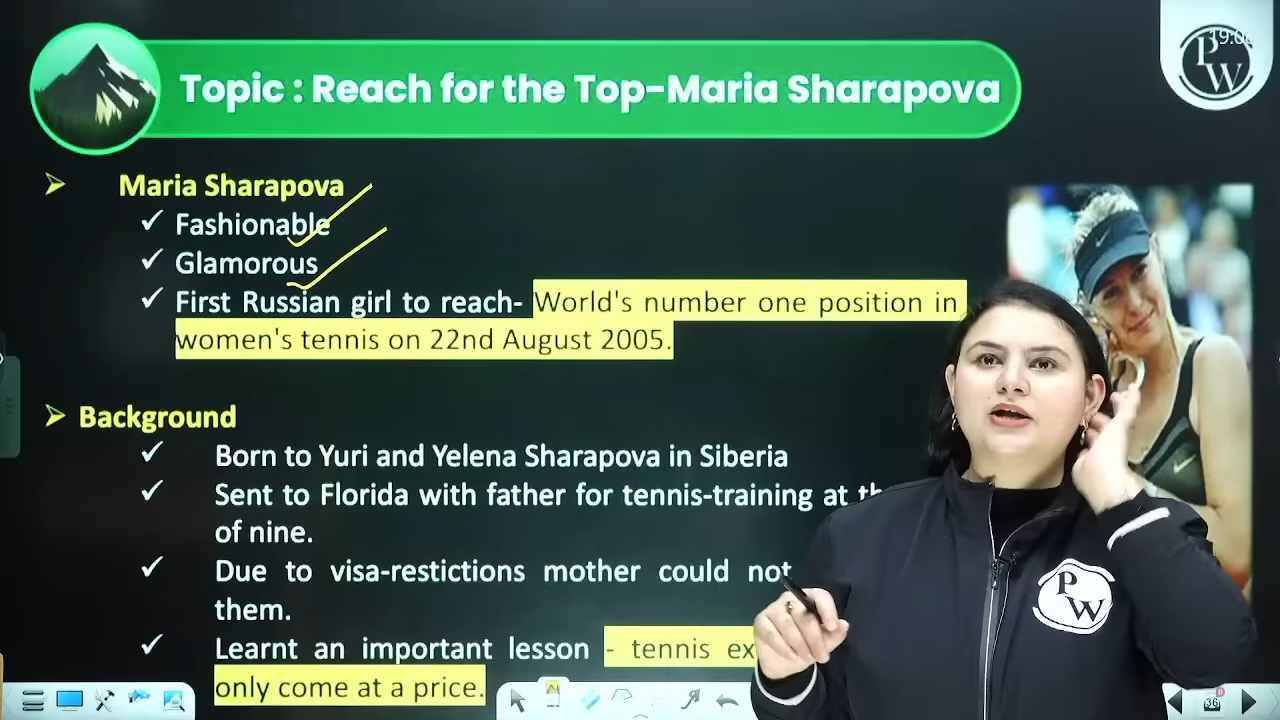 Topic : Reach for the Top-Maria Sharapova
19:0
PW
Maria Sharapova
Fashionable
Glamorous
First Russian girl to reach- World's number one position in
women's tennis on 22nd August 2005.
Background
Born to Yuri and Yelena Sharapova in Siberia
Sent to Florida with father for tennis-training at
of nine.
Due to visa-restictions mother could not
them.
Learnt an important lesson - tennis
only come at a price.
PW
36